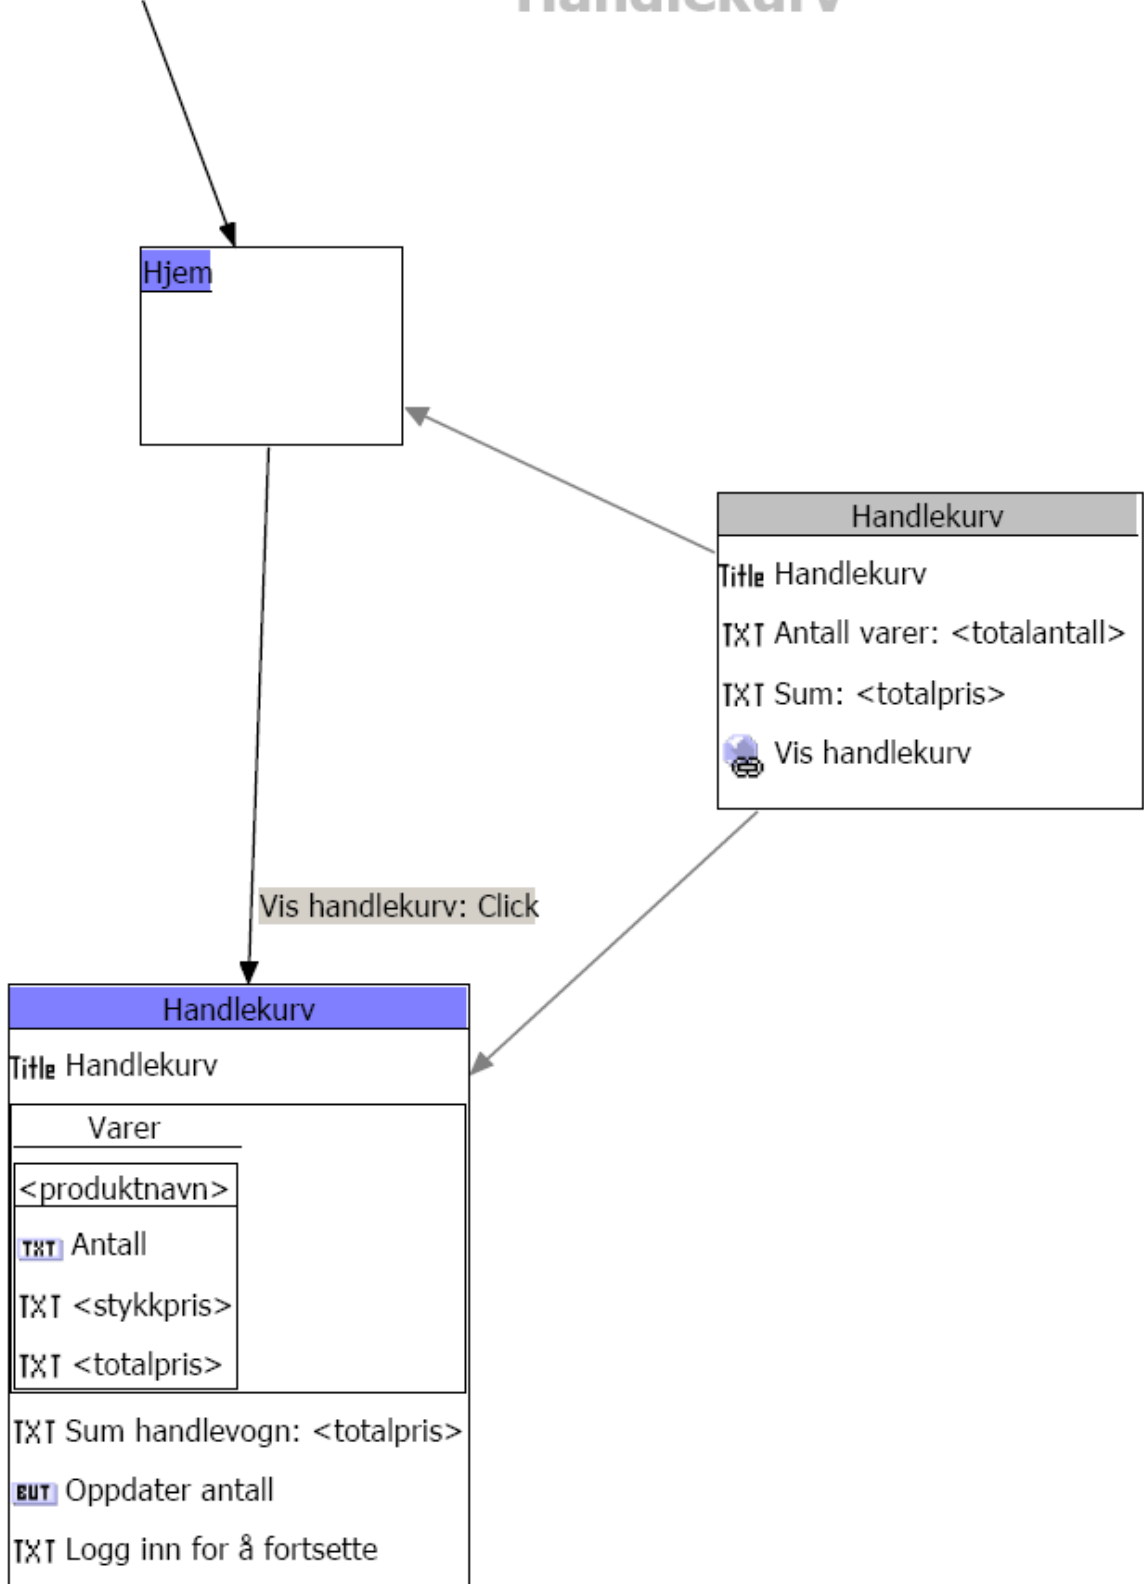 Handlekurv
Hjem
Handlekurv
Title Handlekurv
TXT Antall varer: <totalantall>
TXT Sum: <totalpris>
Vis handlekurv
Vis handlekurv: Click
Handlekurv
Title Handlekurv
Varer
<produktnavn>
TXT Antall
TXT <stykkpris>
TXT <totalpris>
TXT Sum handlevogn: <totalpris>
BUT Oppdater antall
TXT Logg inn for å fortsette